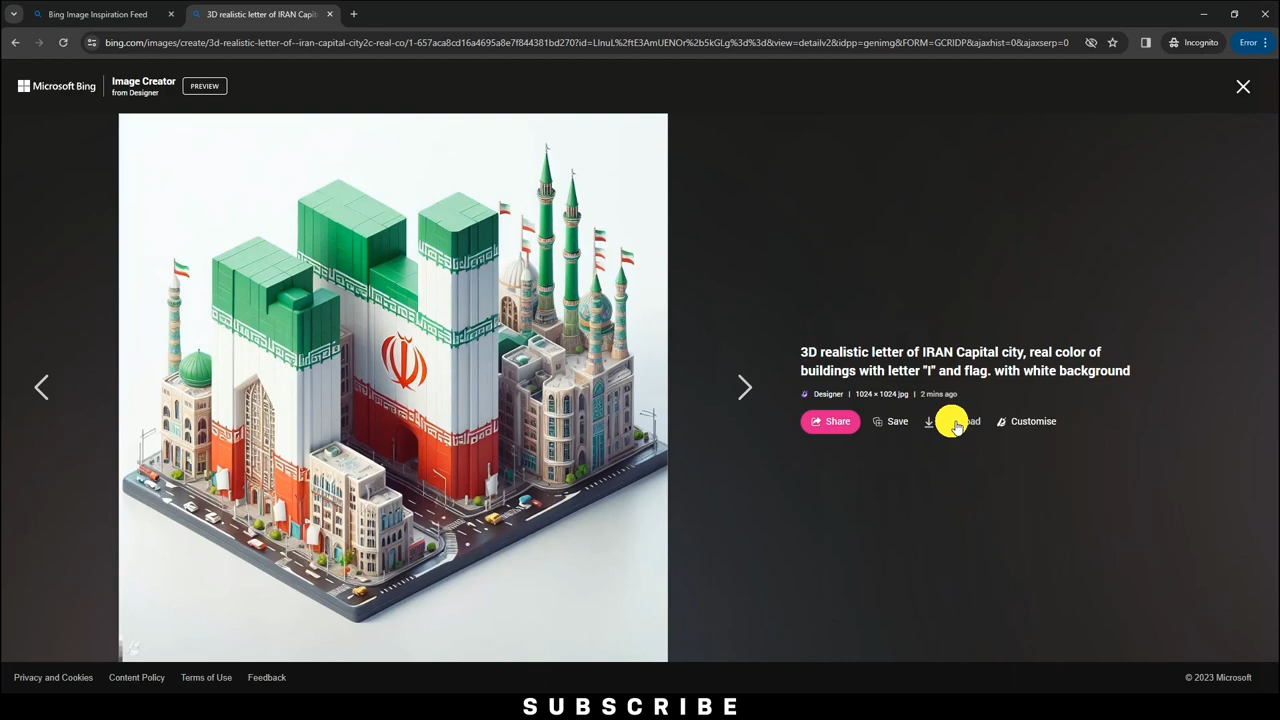 Bing Image Inspiration Feed
3D realistic letter of IRAN Capit
bing.com/images/create/3d-realistic-letter-of--iran-capital-city2c-real-co/1-657aca8cd16a4695a8e7f844381bd270?id=LInuL%2ftE3AmUENOr%2b5kGLg%3d%3d&view=detailv2&idpp=genimg&FORM=GCRIDP&ajaxhist=0&ajaxserp=0
Incognito
Error
Microsoft Bing
Image Creator
from Designer
PREVIEW
3D realistic letter of IRAN Capital city, real color of
buildings with letter "I" and flag. with white background
Designer | 1024 × 1024 jpg | 2 mins ago
Share Save Customise
Privacy and Cookies Content Policy Terms of Use Feedback © 2023 Microsoft
SUBSCRIBE